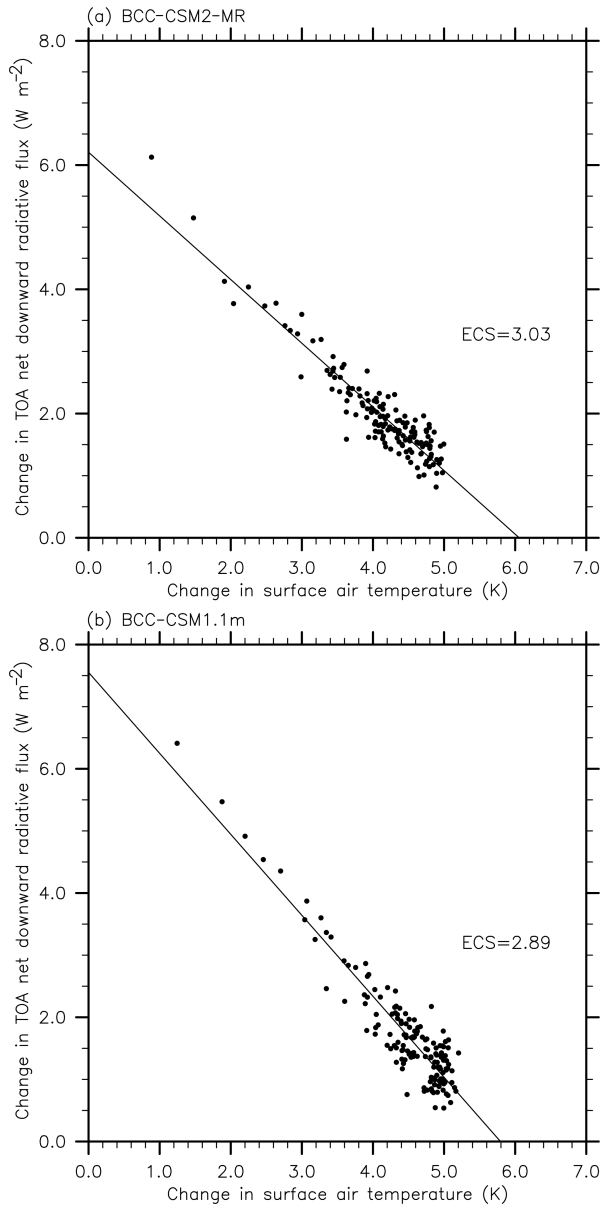 (a) BCC-CSM2-MR
8.0
6.0
4.0
2.0
0.0
Change in TOA net downward radiative flux (W m⁻²)
ECS=3.03
0.0 1.0 2.0 3.0 4.0 5.0 6.0 7.0
Change in surface air temperature (K)
(b) BCC-CSM1.1m
8.0
6.0
4.0
2.0
0.0
Change in TOA net downward radiative flux (W m⁻²)
ECS=2.89
0.0 1.0 2.0 3.0 4.0 5.0 6.0 7.0
Change in surface air temperature (K)